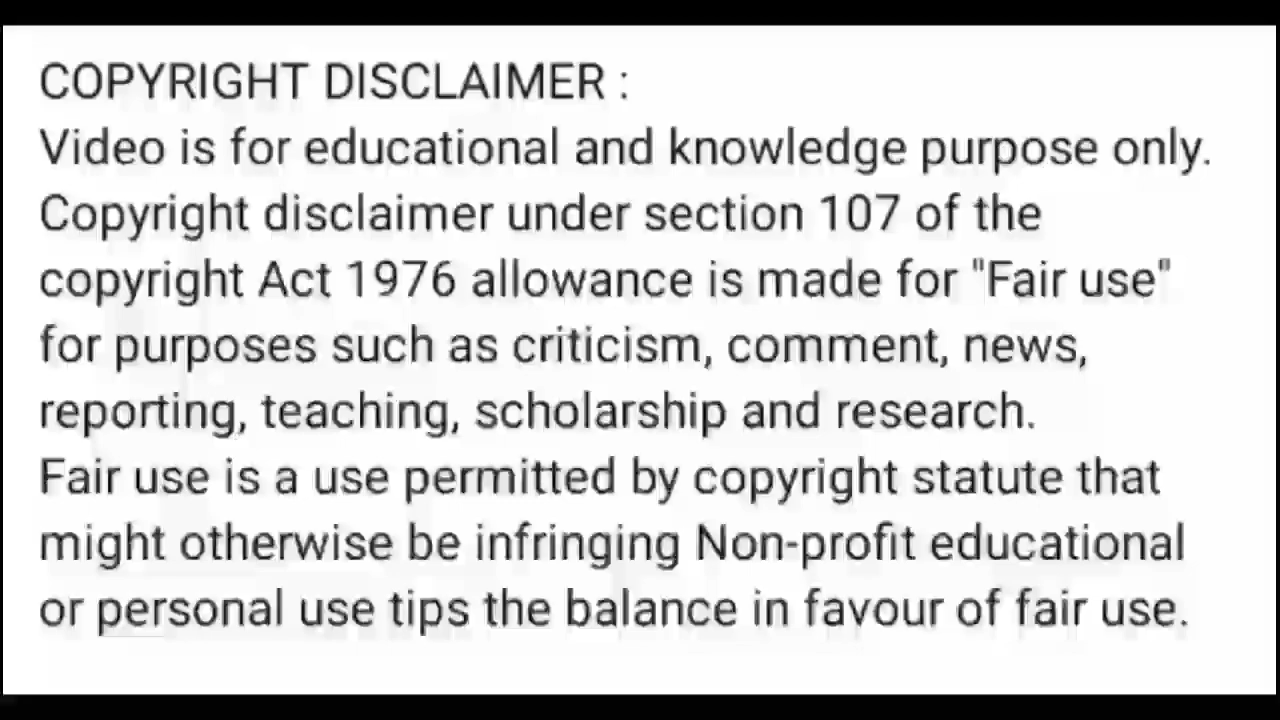 COPYRIGHT DISCLAIMER :
Video is for educational and knowledge purpose only.
Copyright disclaimer under section 107 of the
copyright Act 1976 allowance is made for "Fair use"
for purposes such as criticism, comment, news,
reporting, teaching, scholarship and research.
Fair use is a use permitted by copyright statute that
might otherwise be infringing Non-profit educational
or personal use tips the balance in favour of fair use.